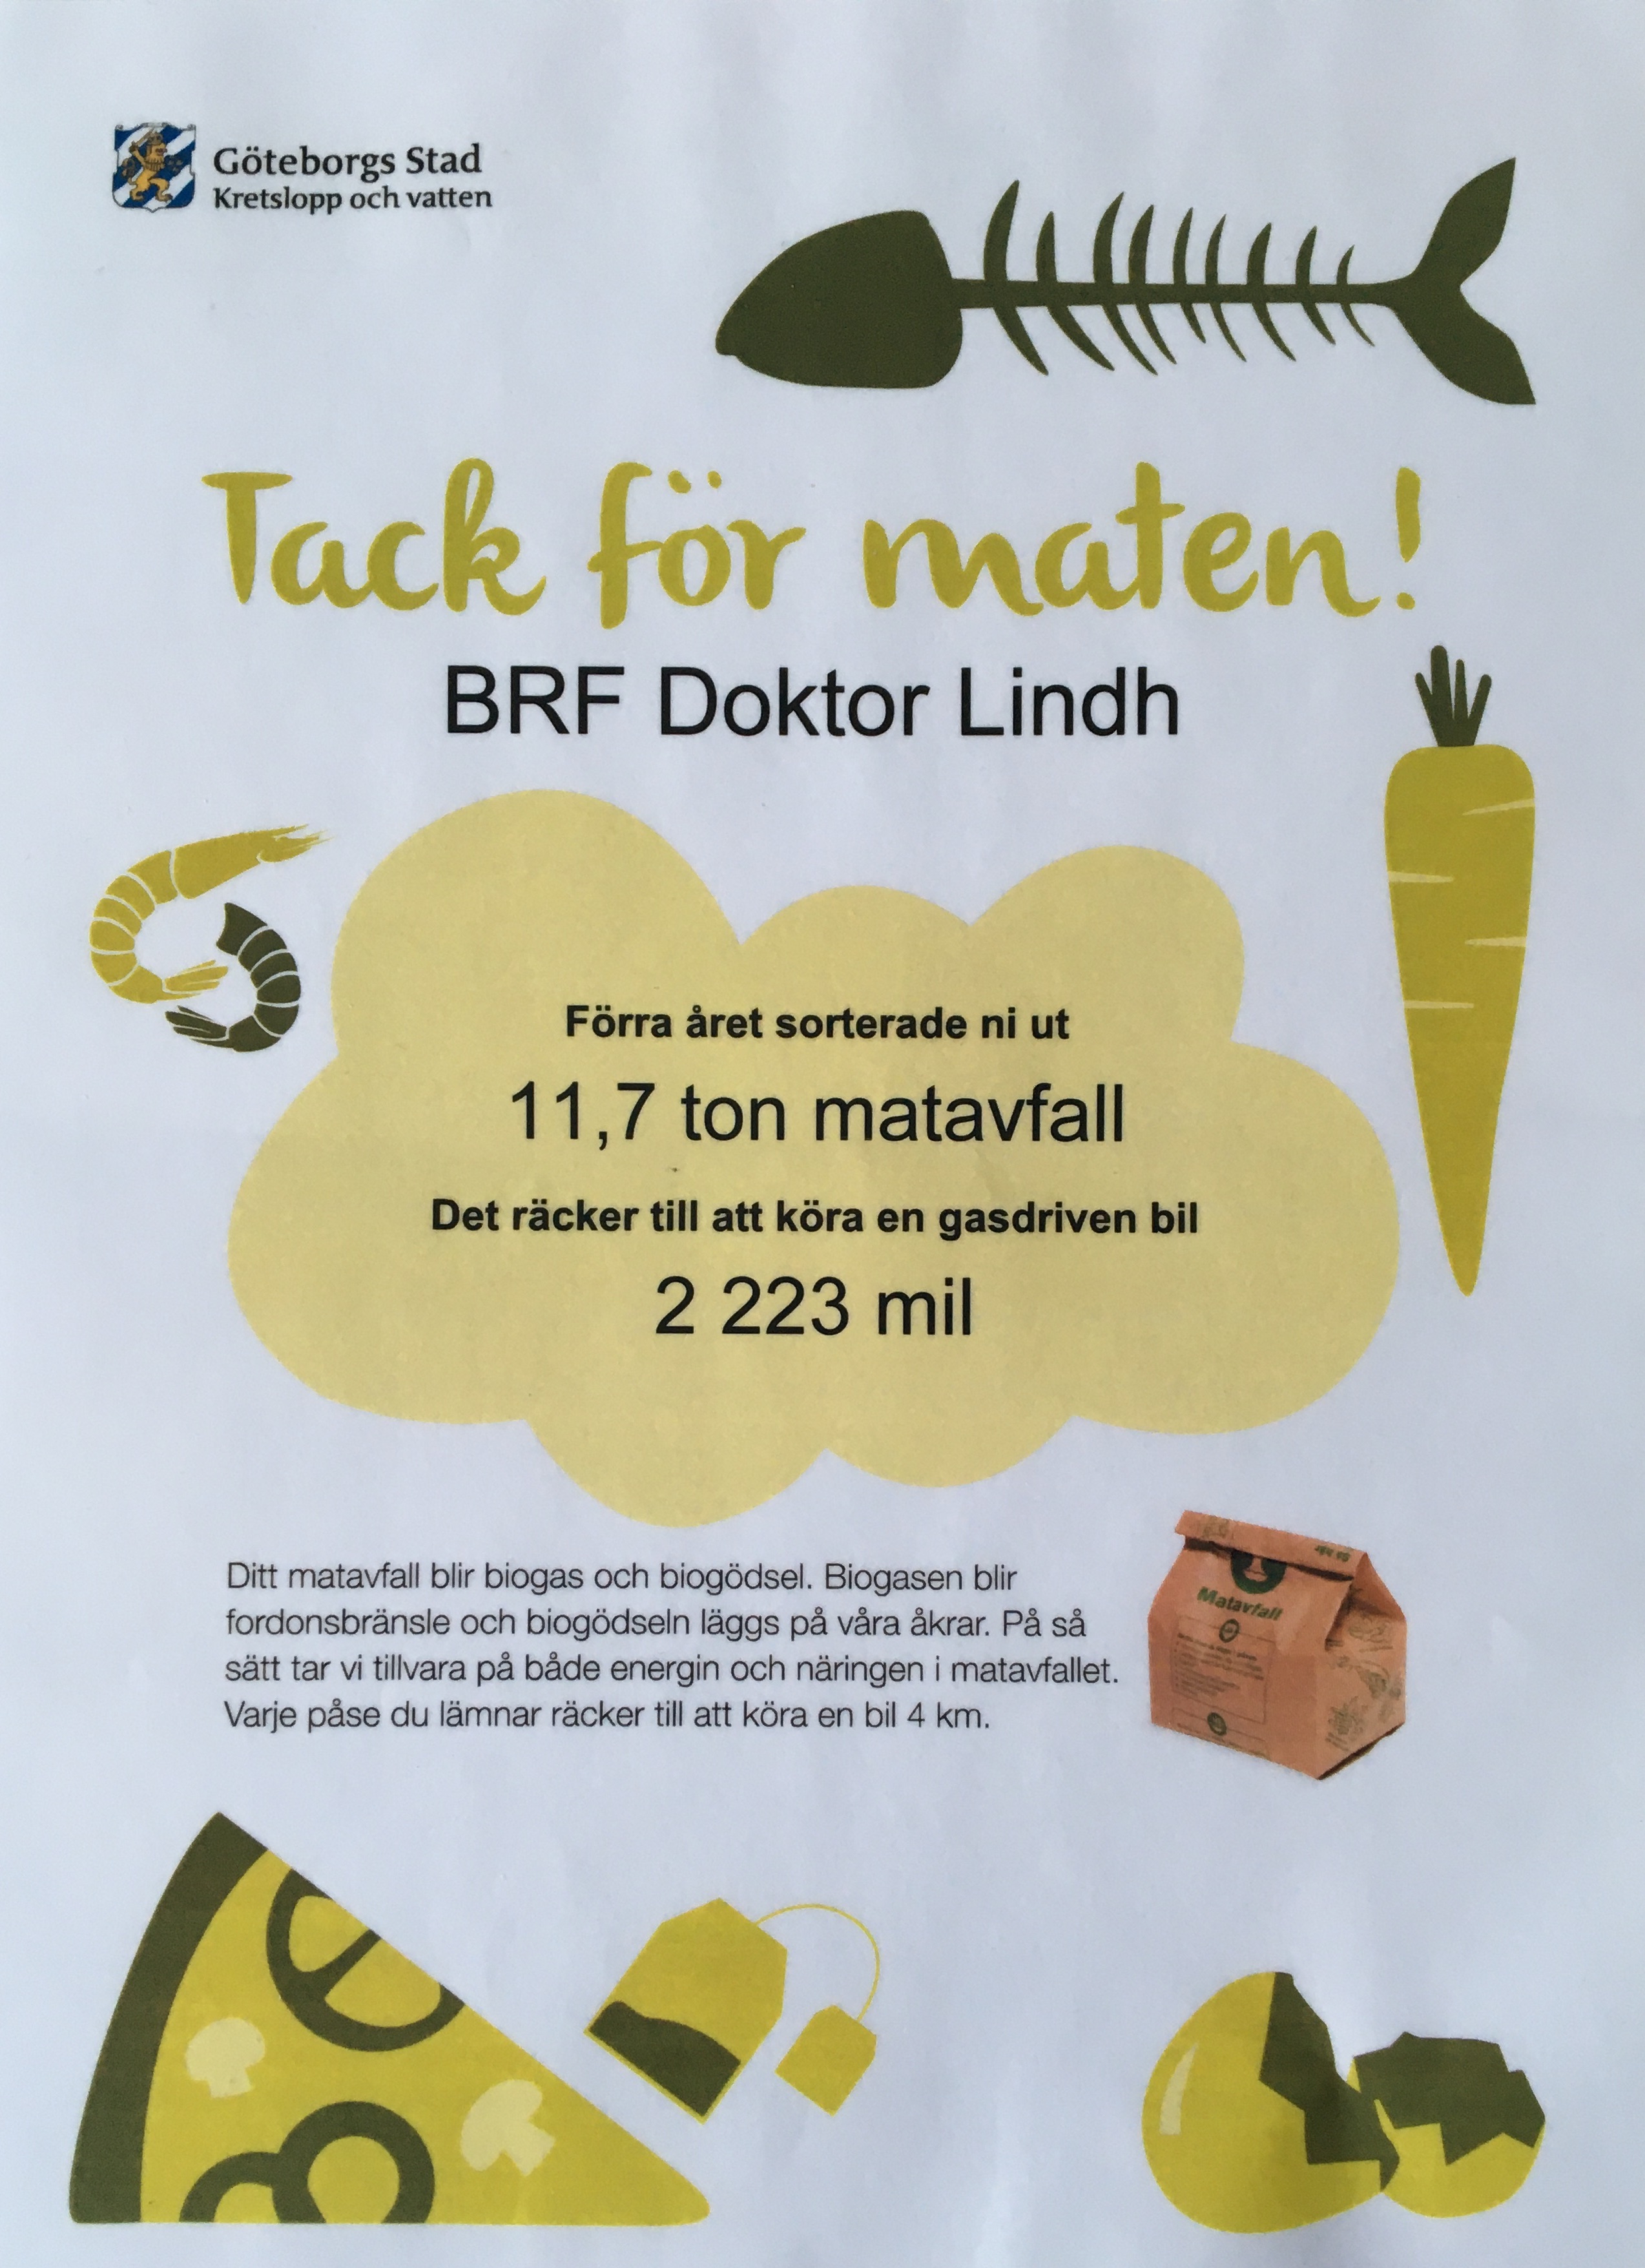 Göteborgs Stad
Kretslopp och vatten
Tack för maten!
BRF Doktor Lindh
Förra året sorterade ni ut
11,7 ton matavfall
Det räcker till att köra en gasdriven bil
2 223 mil
Ditt matavfall blir biogas och biogödsel. Biogasen blir
fordonsbränsle och biogödseln läggs på våra åkrar. På så
sätt tar vi tillvara på både energin och näringen i matavfallet.
Varje påse du lämnar räcker till att köra en bil 4 km.
Matavfall